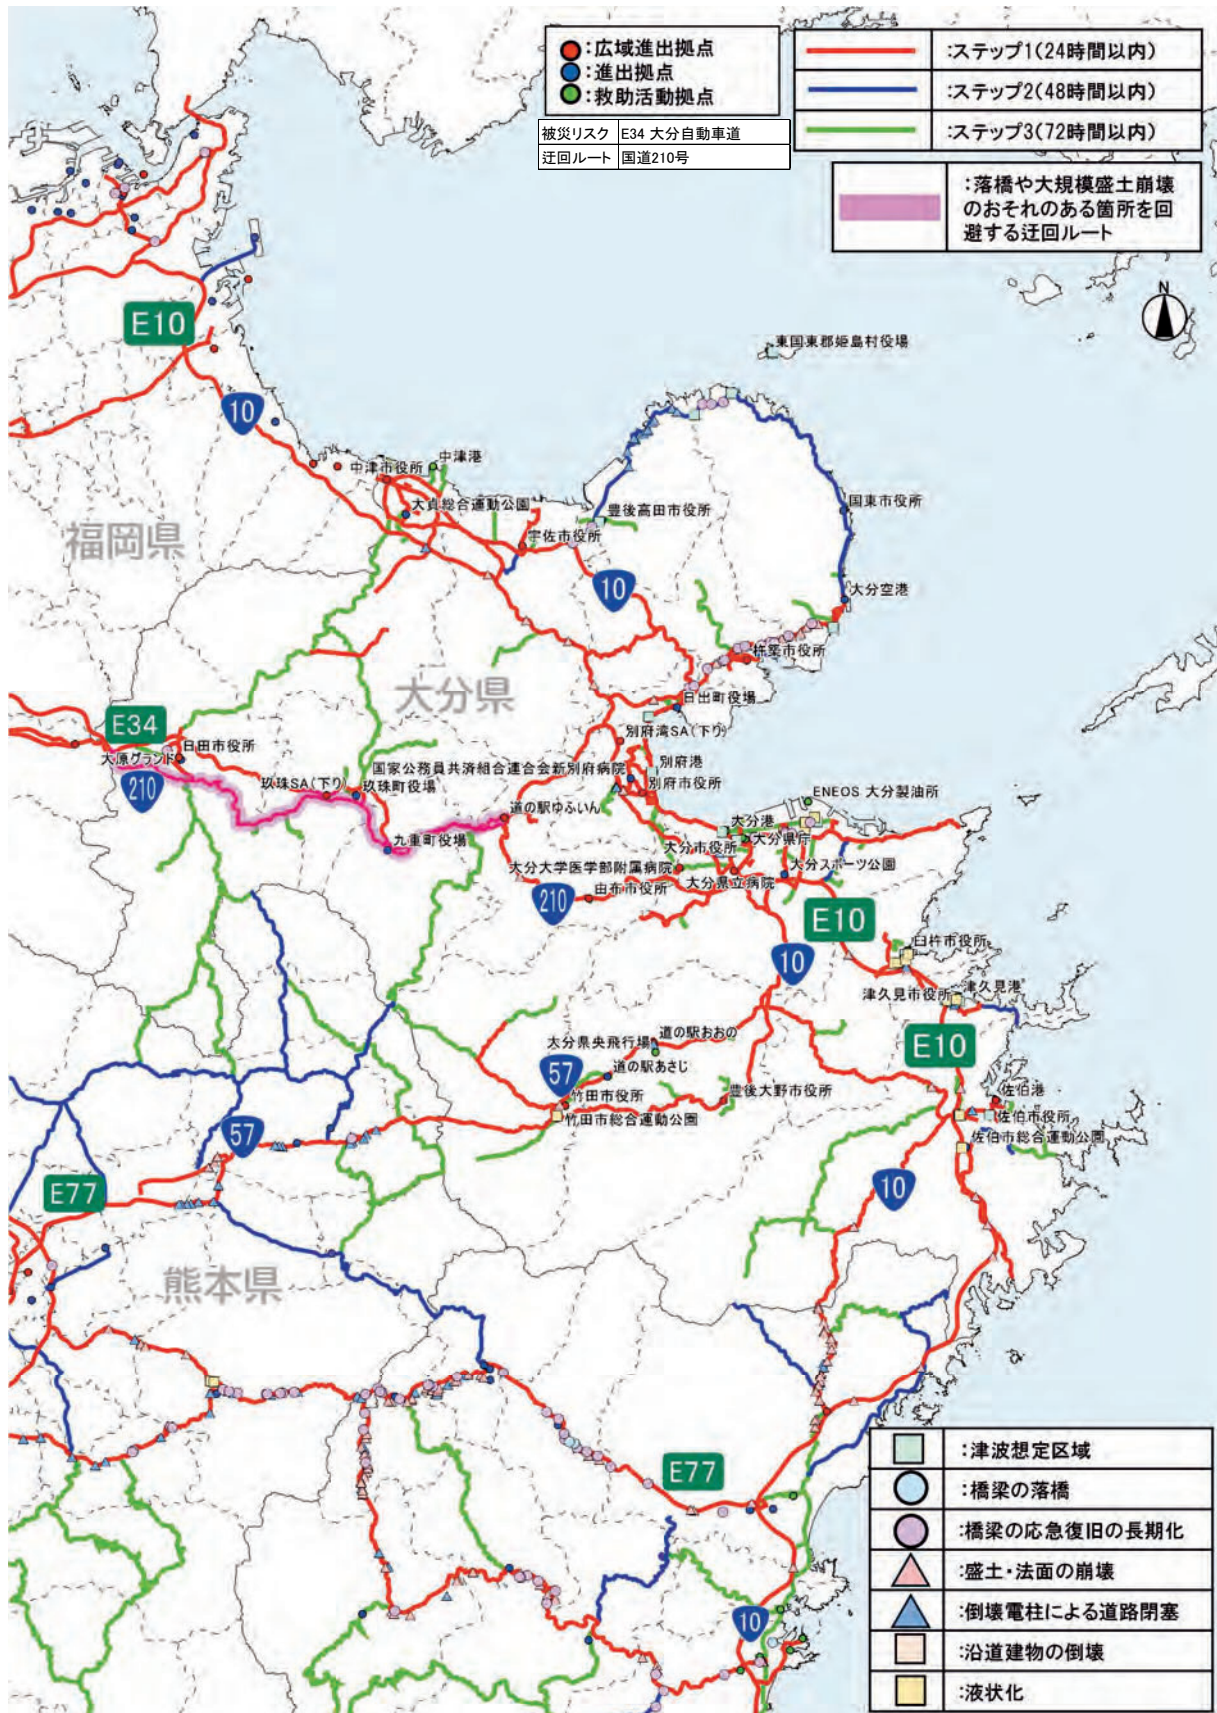 :広域進出拠点
:進出拠点
:救助活動拠点
:ステップ1(24時間以内)
:ステップ2(48時間以内)
:ステップ3(72時間以内)
被災リスク E34 大分自動車道
迂回ルート 国道210号
:落橋や大規模盛土崩壊
のおそれのある箇所を回
避する迂回ルート
N
E10
東国東郡姫島村役場
10
中津港
中津市役所
大貞総合運動公園
国東市役所
豊後高田市役所
福岡県
宇佐市役所
10
大分空港
杵築市役所
大分県
日出町役場
E34
別府湾SA(下り)
日田市役所
大原グランド
別府港
国家公務員共済組合連合会新別府病院
玖珠SA(下り)
玖珠町役場
別府市役所
210
ENEOS 大分製油所
道の駅ゆふいん
大分港
九重町役場
大分県庁
大分市役所
大分大学医学部附属病院
大分スポーツ公園
大分県立病院
由布市役所
210
E10
臼杵市役所
10
津久見港
津久見市役所
道の駅おおの
大分県央飛行場
E10
道の駅あさじ
57
佐伯港
竹田市役所
豊後大野市役所
佐伯市役所
竹田市総合運動公園
57
佐伯市総合運動公園
E77
10
熊本県
E77
10
:津波想定区域
:橋梁の落橋
:橋梁の応急復旧の長期化
:盛土・法面の崩壊
:倒壊電柱による道路閉塞
:沿道建物の倒壊
:液状化